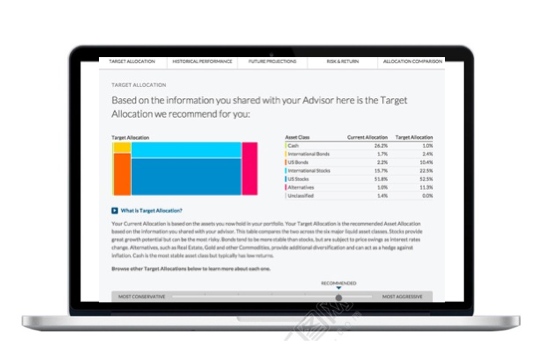 TARGET ALLOCATION HISTORICAL PERFORMANCE FUTURE PROJECTIONS RISK & RETURN ALLOCATION COMPARISON
TARGET ALLOCATION
Based on the information you shared with your Advisor here is the Target
Allocation we recommend for you:
Target Allocation
Asset Class Current Allocation Target Allocation
Cash 26.2% 1.0%
International Bonds 1.7% 2.4%
US Bonds 2.2% 10.4%
International Stocks 15.7% 22.5%
US Stocks 51.8% 52.5%
Alternatives 1.0% 11.3%
Unclassified 1.4% 0.0%
What is Target Allocation?
Your Current Allocation is based on the assets you now hold in your portfolio. Your Target Allocation is the recommended Asset Allocation
based on the information you shared with your advisor. This table compares the two across the six major liquid asset classes. Stocks provide
great growth potential but can be the most risky. Bonds tend to be more stable than stocks, but are subject to price swings as interest rates
change. Alternatives, such as Real Estate, Gold and other Commodities, provide additional diversification and can act as a hedge against
inflation. Cash is the most stable asset class but typically has low returns.
Browse other Target Allocations below to learn more about each one.
RECOMMENDED
MOST CONSERVATIVE MOST AGGRESSIVE